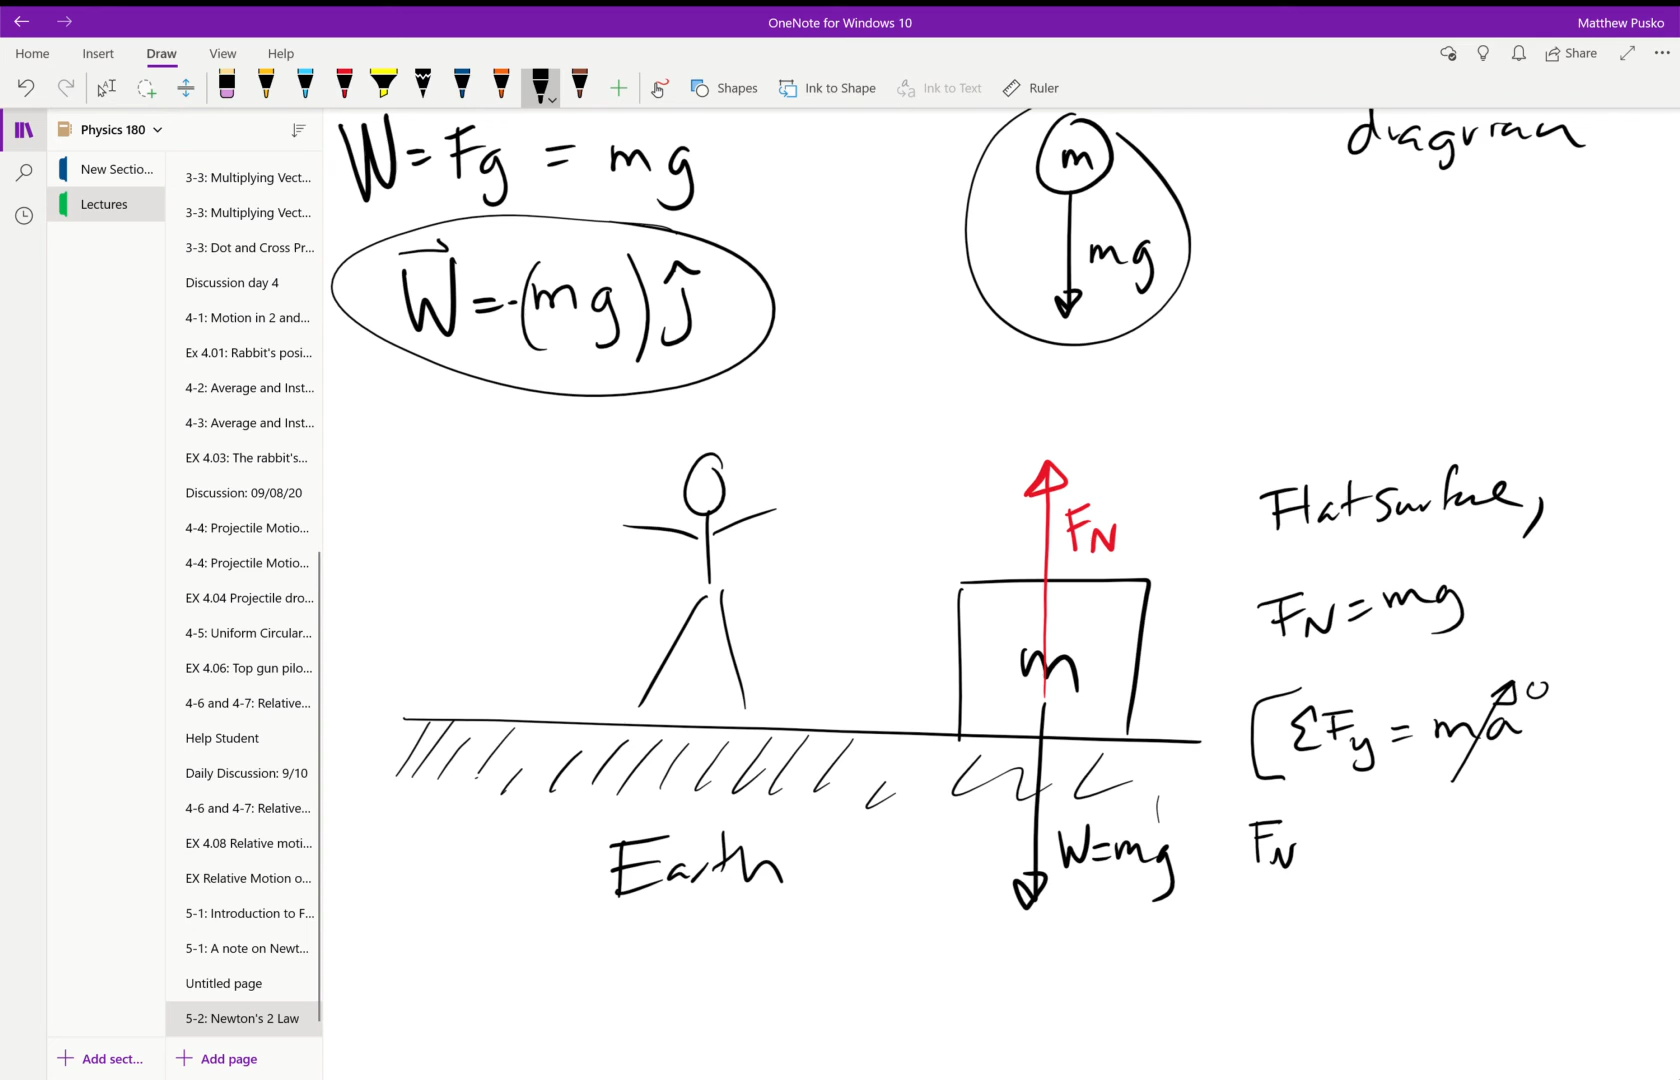 OneNote for Windows 10
Matthew Pusko
Home Insert Draw View Help
Share
Shapes Ink to Shape Ink to Text Ruler
Physics 180
New Sectio...
Lectures
3-3: Multiplying Vect...
3-3: Multiplying Vect...
3-3: Dot and Cross Pr...
Discussion day 4
4-1: Motion in 2 and...
Ex 4.01: Rabbit's posi...
4-2: Average and Inst...
4-3: Average and Inst...
EX 4.03: The rabbit's...
Discussion: 09/08/20
4-4: Projectile Motio...
4-4: Projectile Motio...
EX 4.04 Projectile dro...
4-5: Uniform Circular...
EX 4.06: Top gun pilo...
4-6 and 4-7: Relative...
Help Student
Daily Discussion: 9/10
4-6 and 4-7: Relative...
EX 4.08 Relative moti...
EX Relative Motion o...
5-1: Introduction to F...
5-1: A note on Newt...
Untitled page
5-2: Newton's 2 Law
Add sect...
Add page
W = Fg = mg
W⃗ = -(mg) ĵ
m
mg
diagram
F_N
m
W=mg
Earth
Flat surface,
F_N = mg
[ΣF_y = ma⃗ 0
F_N